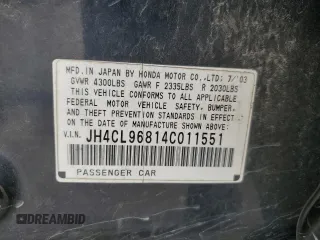 MFD.IN JAPAN BY HONDA MOTOR CO.,LTD; 7/'03
GVWR 4300LBS GAWR F 2335LBS R 2030LBS
THIS VEHICLE CONFORMS TO ALL APPLICABLE
FEDERAL MOTOR VEHICLE SAFETY, BUMPER,
AND THEFT PREVENTION STANDARDS IN
EFFECT ON THE DATE OF MANUFACTURE
SHOWN ABOVE.
V.I.N. JH4CL96814C011551
PASSENGER CAR
DREAMBID